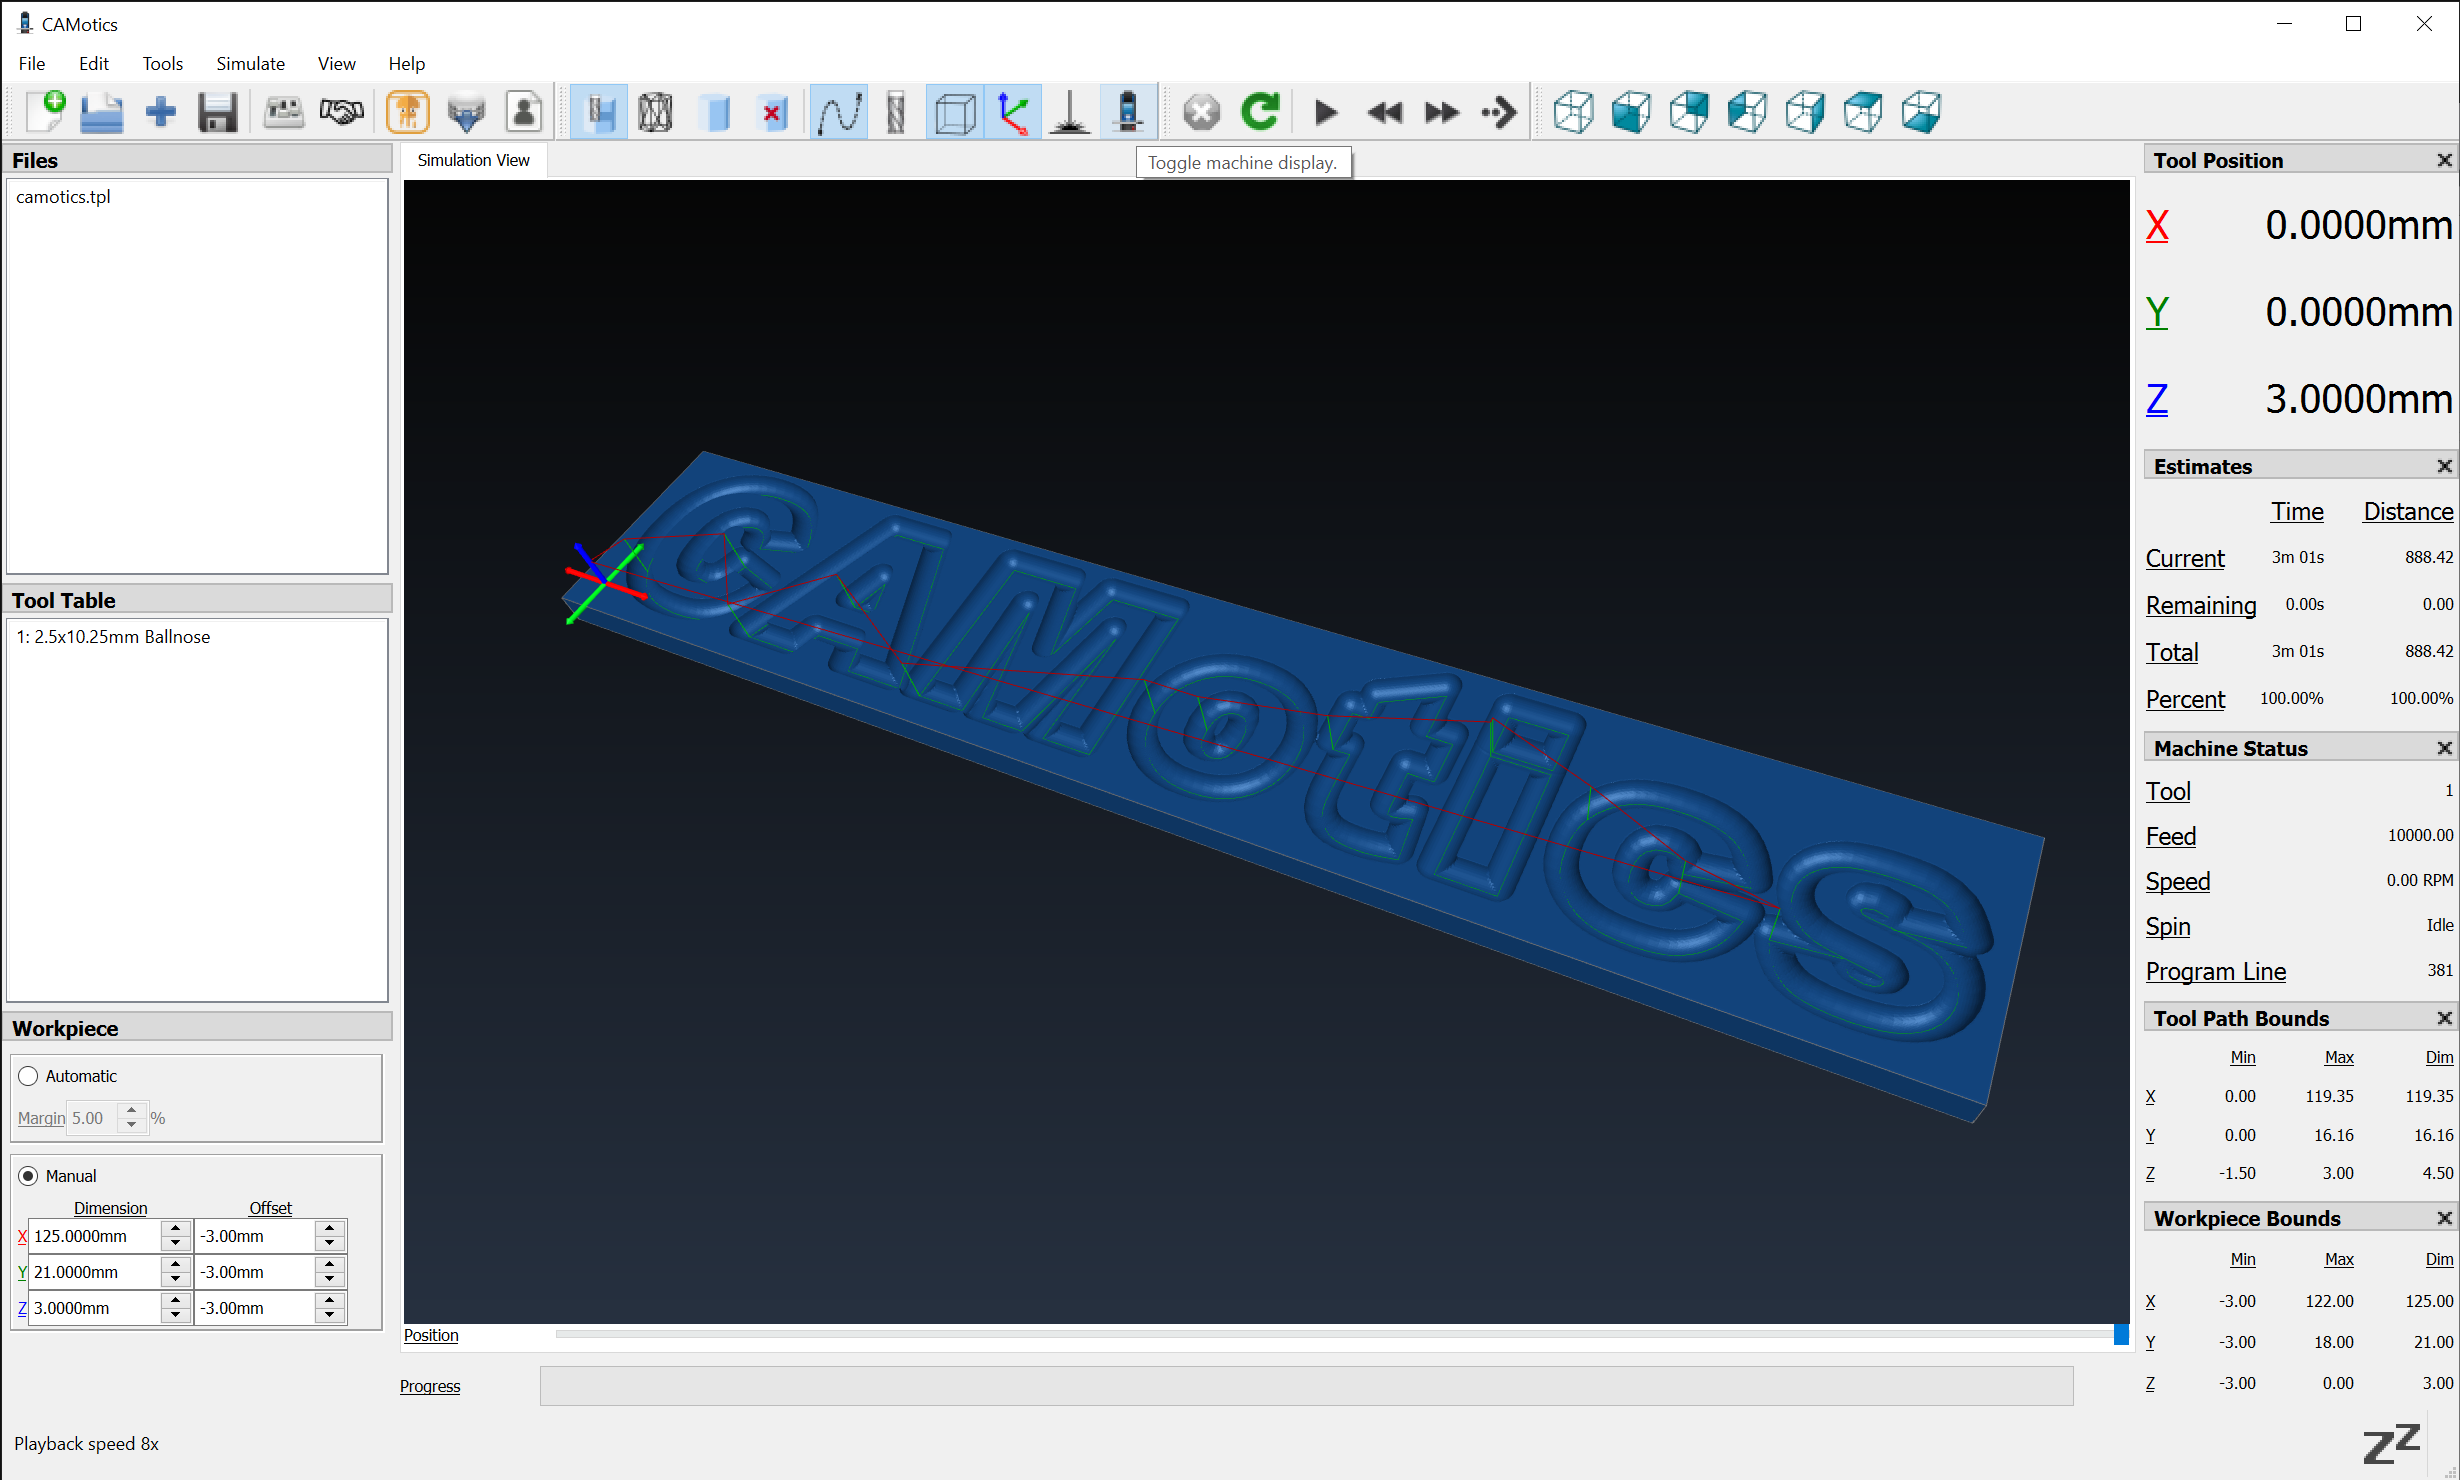 CAMotics
File Edit Tools Simulate View Help
Files
camotics.tpl
Tool Table
1: 2.5x10.25mm Ballnose
Workpiece
Automatic
Margin 5.00 %
Manual
Dimension Offset
X 125.0000mm -3.00mm
Y 21.0000mm -3.00mm
Z 3.0000mm -3.00mm
Playback speed 8x
Simulation View
Toggle machine display.
CAMotics
Position
Progress
Tool Position
X 0.0000mm
Y 0.0000mm
Z 3.0000mm
Estimates
Time Distance
Current 3m 01s 888.42
Remaining 0.00s 0.00
Total 3m 01s 888.42
Percent 100.00% 100.00%
Machine Status
Tool 1
Feed 10000.00
Speed 0.00 RPM
Spin Idle
Program Line 381
Tool Path Bounds
Min Max Dim
X 0.00 119.35 119.35
Y 0.00 16.16 16.16
Z -1.50 3.00 4.50
Workpiece Bounds
Min Max Dim
X -3.00 122.00 125.00
Y -3.00 18.00 21.00
Z -3.00 0.00 3.00
zz